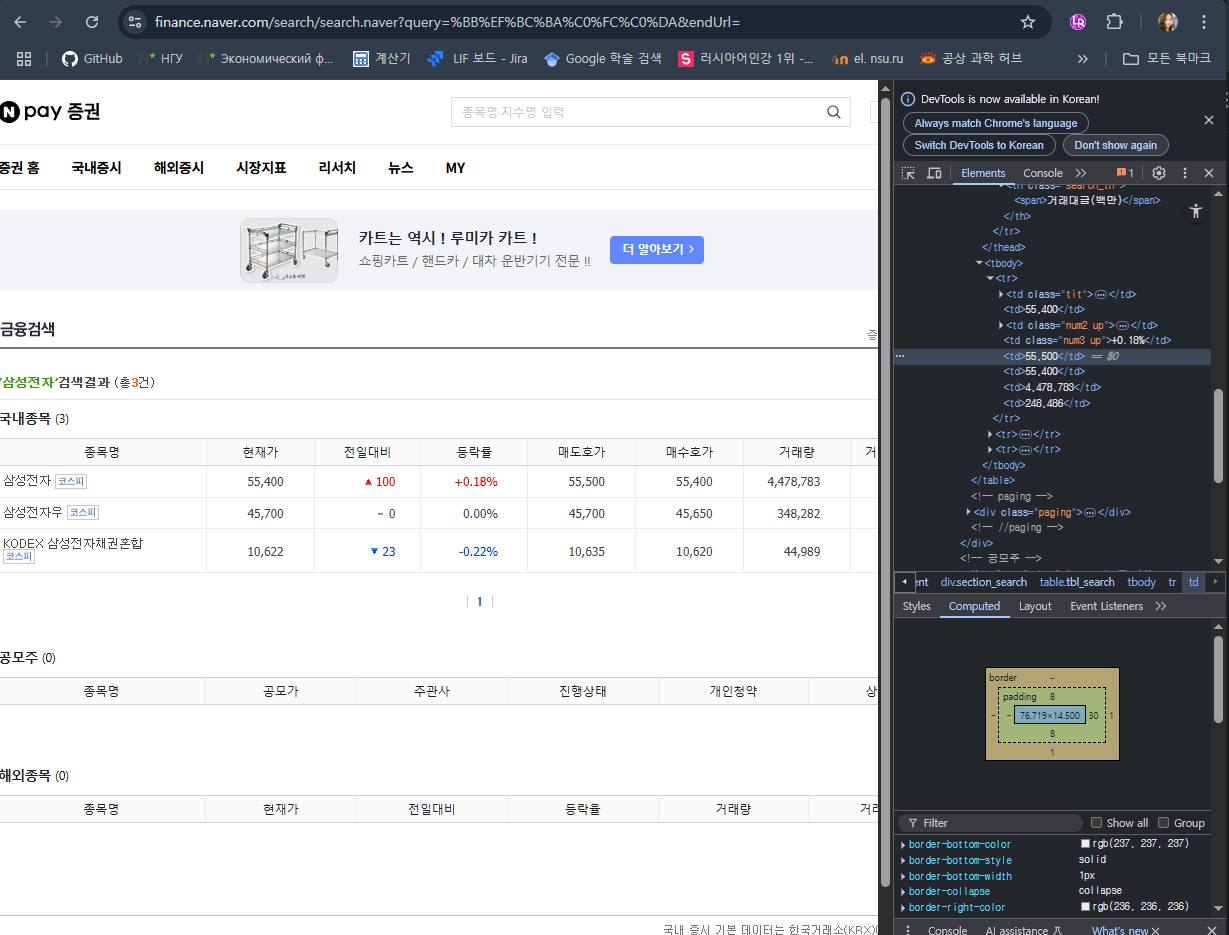 finance.naver.com/search/search.naver?query=%BB%EF%BC%BA%C0%FC%C0%DA&endUrl=
GitHub НГУ Экономический ф... 계산기 LIF 보드 - Jira Google 학술 검색 러시아어인강 1위 -... el. nsu.ru 공상 과학 허브 » 모든 북마크
N pay 증권
종목명·지수명 입력
증권 홈 국내증시 해외증시 시장지표 리서치 뉴스 MY
카트는 역시 ! 루미카 카트 !
쇼핑카트 / 핸드카 / 대차 운반기기 전문 !!
더 알아보기 ›
금융검색
증
'삼성전자'검색결과 (총3건)
국내종목 (3)
종목명 현재가 전일대비 등락률 매도호가 매수호가 거래량 거
삼성전자 코스피 55,400 ▲ 100 +0.18% 55,500 55,400 4,478,783
삼성전자우 코스피 45,700 - 0 0.00% 45,700 45,650 348,282
KODEX 삼성전자채권혼합
코스피 10,622 ▼ 23 -0.22% 10,635 10,620 44,989
1
공모주 (0)
종목명 공모가 주관사 진행상태 개인청약 상
해외종목 (0)
종목명 현재가 전일대비 등락율 거래량 거래
국내 증시 기본 데이터는 한국거래소(KRX)
DevTools is now available in Korean!
Always match Chrome's language
Switch DevTools to Korean Don't show again
Elements Console » 1
<th class="search_th">
<span>거래대금(백만)</span>
</th>
</tr>
</thead>
<tbody>
<tr>
<td class="tit">…</td>
<td>55,400</td>
<td class="num2 up">…</td>
<td class="num3 up">+0.18%</td>
<td>55,500</td> == $0
<td>55,400</td>
<td>4,478,783</td>
<td>248,486</td>
</tr>
<tr>…</tr>
<tr>…</tr>
</tbody>
</table>
<!-- paging -->
<div class="paging">…</div>
<!-- //paging -->
</div>
<!-- 공모주 -->
ent div.section_search table.tbl_search tbody tr td
Styles Computed Layout Event Listeners »
border -
padding 8
- - 76.719×14.500 30 1
8
1
Filter Show all Group
border-bottom-color rgb(237, 237, 237)
border-bottom-style solid
border-bottom-width 1px
border-collapse collapse
border-right-color rgb(236, 236, 236)
Console AI assistance What's new